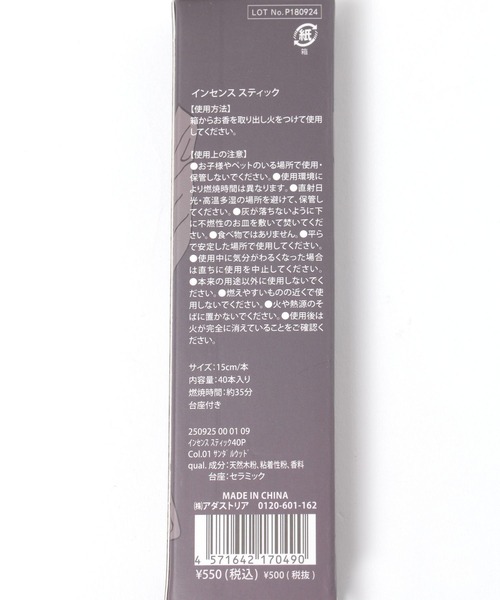 LOT No.P180924
紙
箱
インセンス スティック
【使用方法】
箱からお香を取り出し火をつけて使用
してください。
【使用上の注意】
●お子様やペットのいる場所で使用・
保管しないでください。●使用環境に
より燃焼時間は異なります。●直射日
光・高温多湿の場所を避けて、保管し
てください。●灰が落ちないように下
に不燃性のお皿を敷いて焚いてくださ
い。●食べ物ではありません。●平ら
で安定した場所で使用してください。
●使用中に気分がわるくなった場合
は直ちに使用を中止してください。
●本来の用途以外に使用しないでく
ださい。●燃えやすいものの近くで使
用しないでください。●火や熱源のそ
ばに置かないでください。●使用後は
火が完全に消えていることをご確認く
ださい。
サイズ：15cm/本
内容量：40本入り
燃焼時間：約35分
台座付き
250925 00 01 09
インセンス スティック40P
Col.01 サンダルウッド
qual. 成分：天然木粉、粘着性粉、香料
台座：セラミック
MADE IN CHINA
㈱アダストリア 0120-601-162
4 571642 170490
¥550(税込) ¥500(税抜)